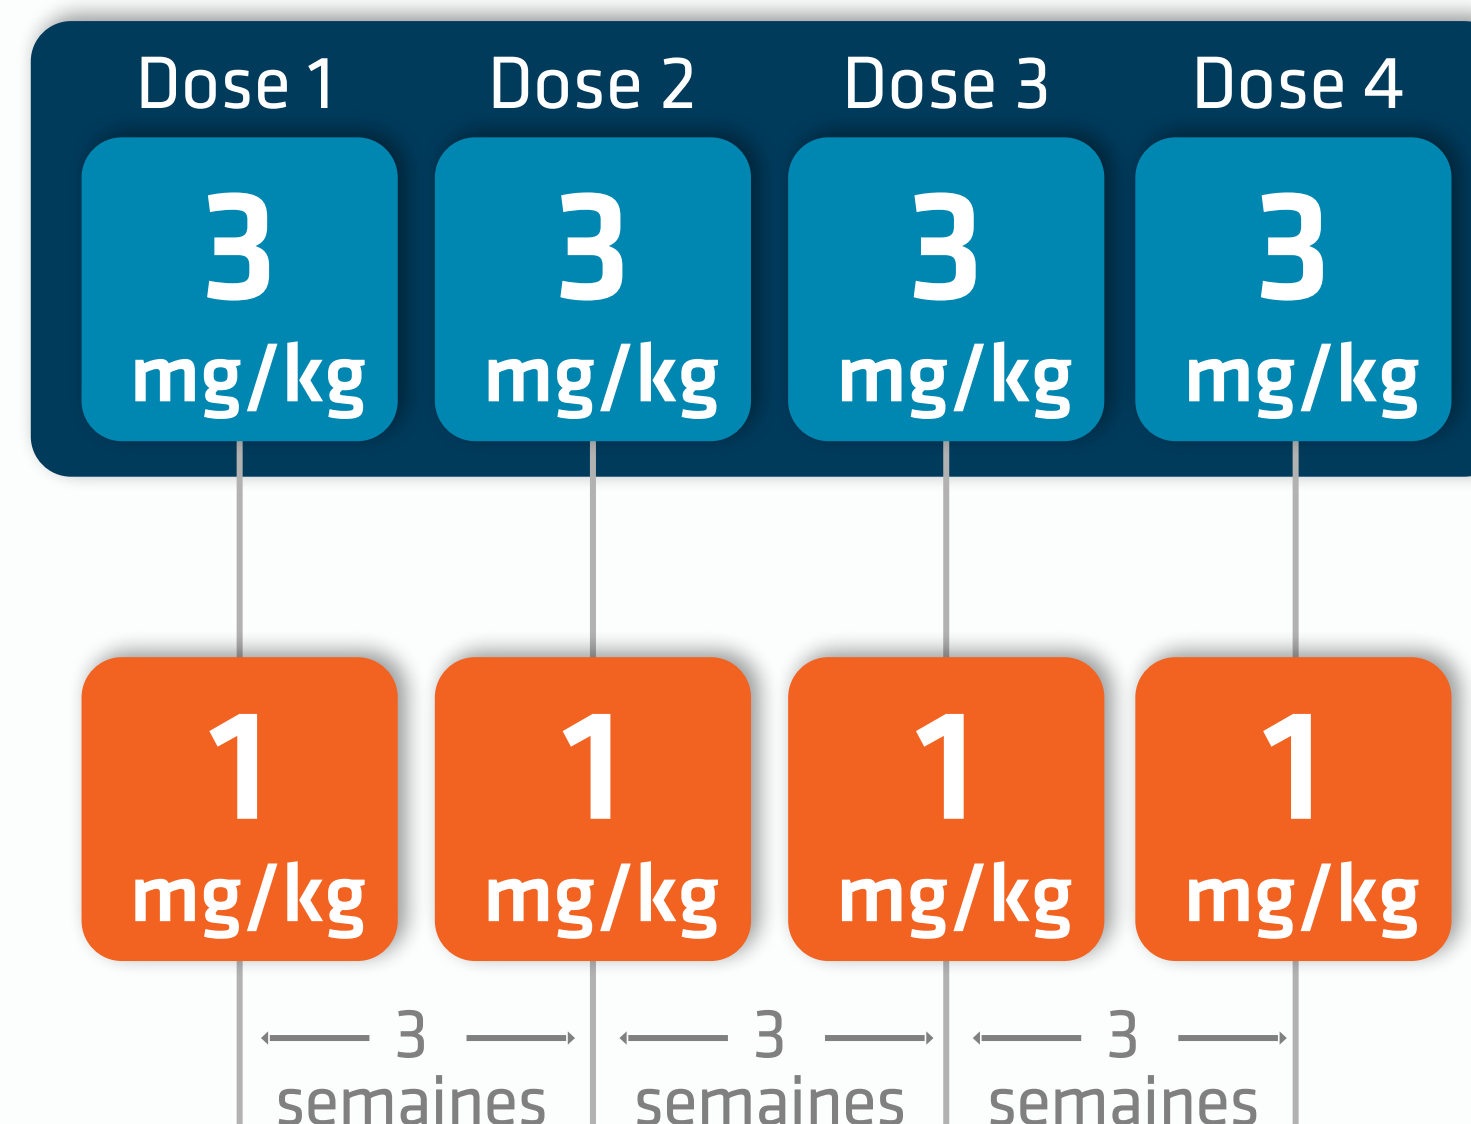 Dose 1 Dose 2 Dose 3 Dose 4
3 3 3 3
mg/kg mg/kg mg/kg mg/kg
1 1 1 1
mg/kg mg/kg mg/kg mg/kg
3 3 3
semaines semaines semaines